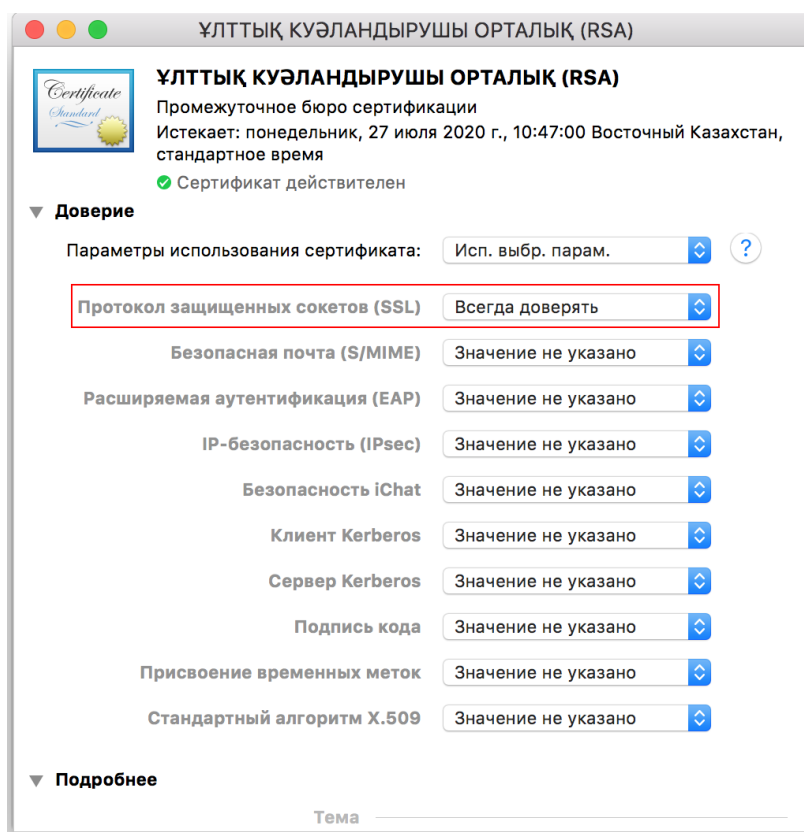 ҰЛТТЫҚ КУӘЛАНДЫРУШЫ ОРТАЛЫҚ (RSA)
Certificate
Standard
ҰЛТТЫҚ КУӘЛАНДЫРУШЫ ОРТАЛЫҚ (RSA)
Промежуточное бюро сертификации
Истекает: понедельник, 27 июля 2020 г., 10:47:00 Восточный Казахстан,
стандартное время
Сертификат действителен
Доверие
Параметры использования сертификата: Исп. выбр. парам. ?
Протокол защищенных сокетов (SSL) Всегда доверять
Безопасная почта (S/MIME) Значение не указано
Расширяемая аутентификация (EAP) Значение не указано
IP-безопасность (IPsec) Значение не указано
Безопасность iChat Значение не указано
Клиент Kerberos Значение не указано
Сервер Kerberos Значение не указано
Подпись кода Значение не указано
Присвоение временных меток Значение не указано
Стандартный алгоритм X.509 Значение не указано
Подробнее
Тема